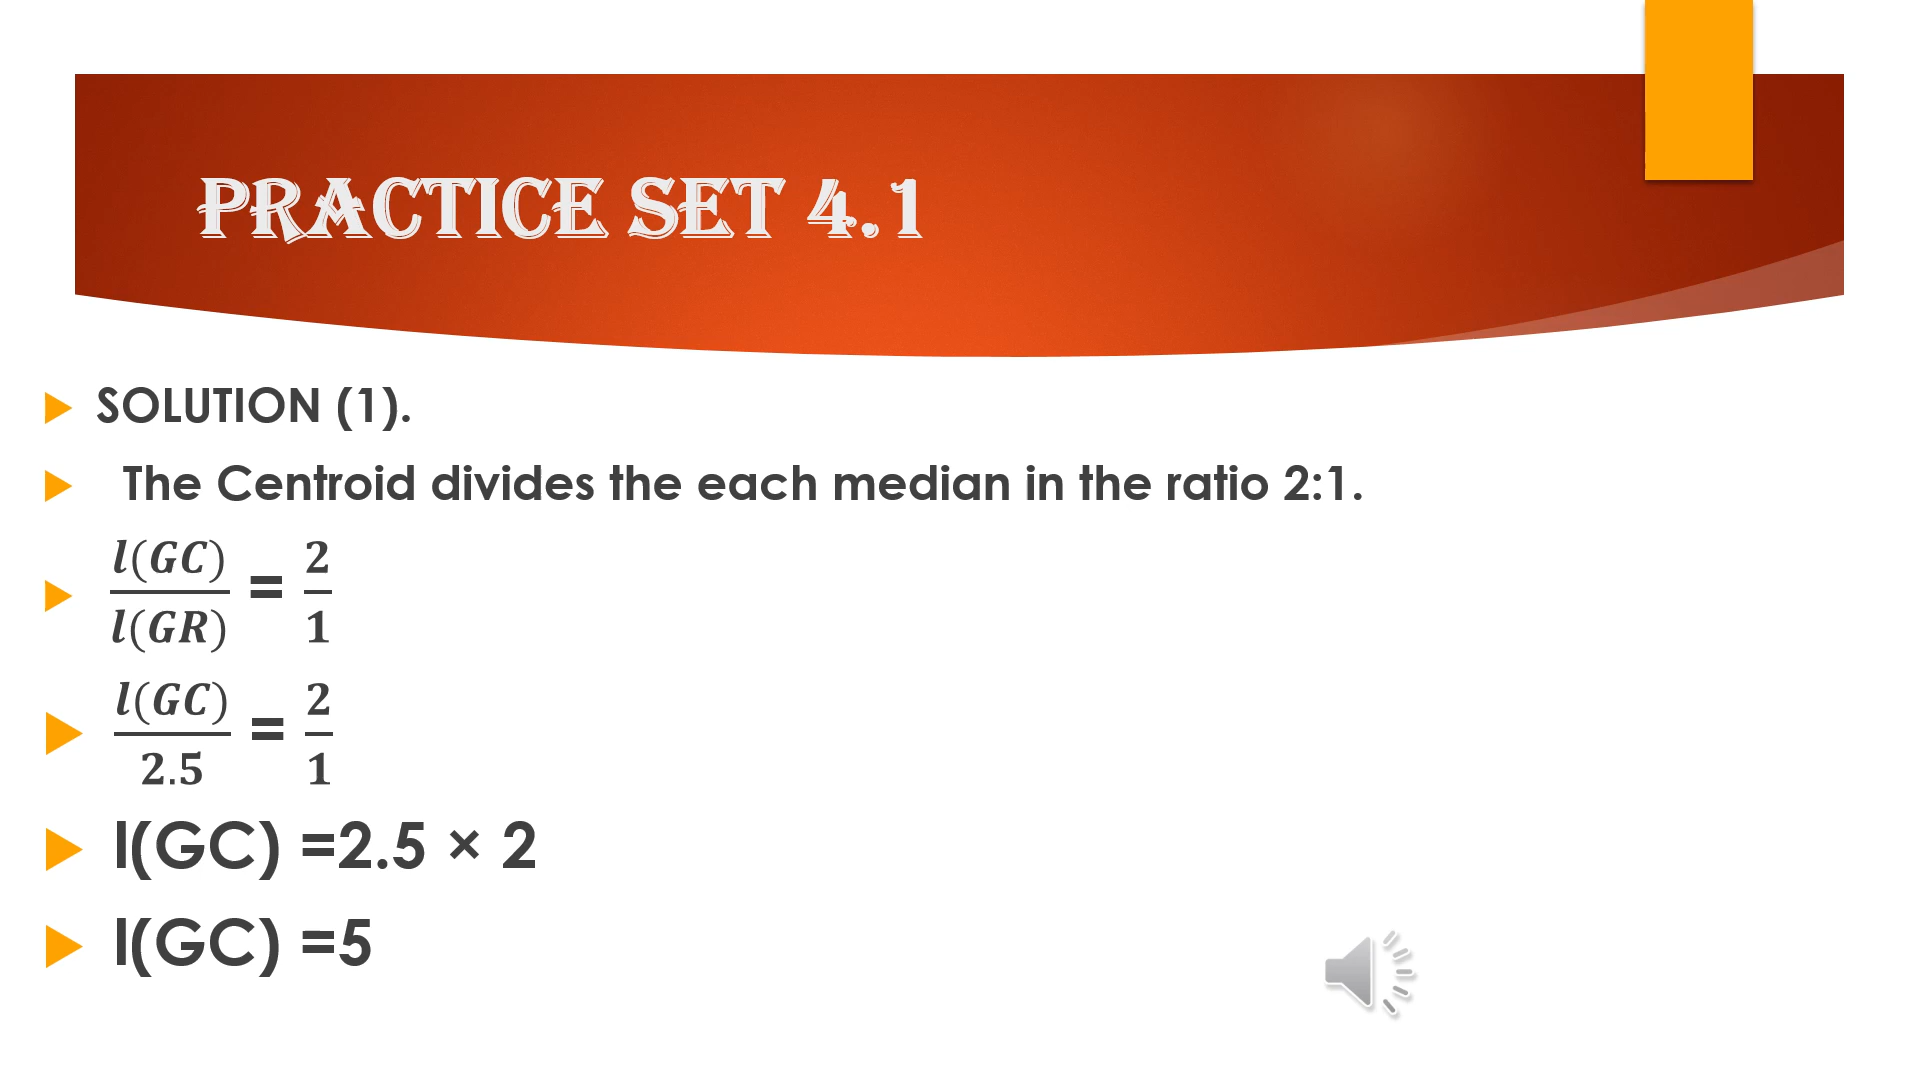 PRACTICE SET 4.1
SOLUTION (1).
The Centroid divides the each median in the ratio 2:1.
l(GC)/l(GR) = 2/1
l(GC)/2.5 = 2/1
l(GC) =2.5 × 2
l(GC) =5